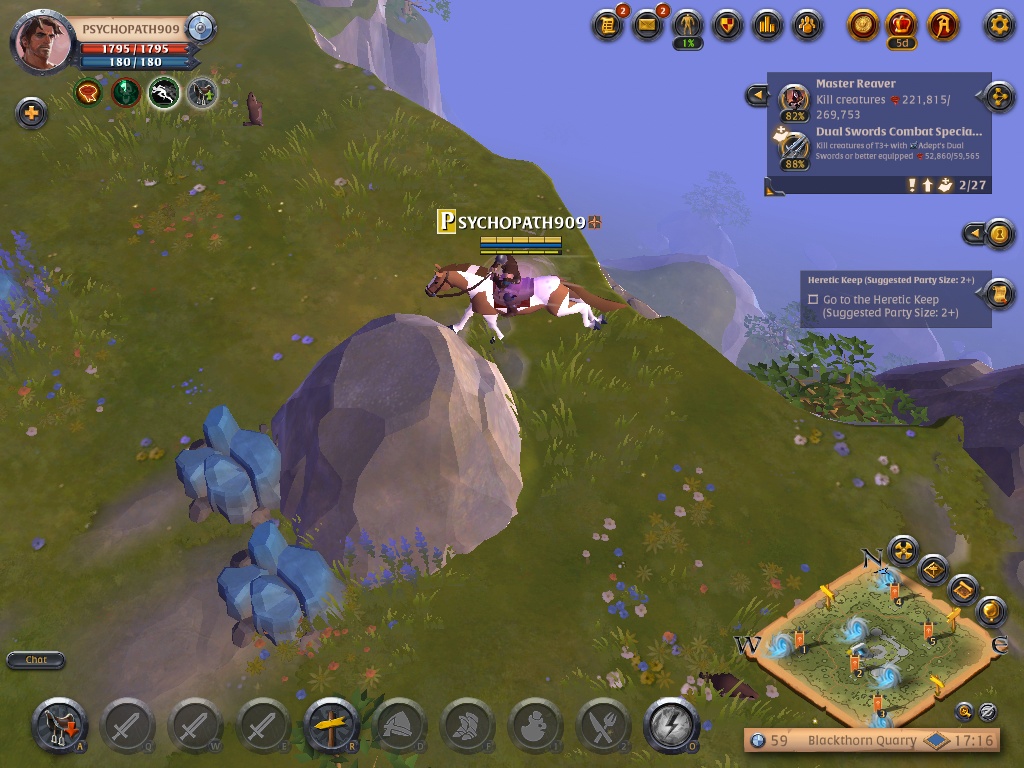 PSYCHOPATH909
1795/1795
180/180
2
2
1%
5d
Master Reaver
Kill creatures 221,815/
269,753
82%
Dual Swords Combat Specia...
Kill creatures of T3+ with Adept's Dual
Swords or better equipped 52,860/59,565
88%
2/27
PSYCHOPATH909
Heretic Keep (Suggested Party Size: 2+)
Go to the Heretic Keep
(Suggested Party Size: 2+)
N
W
E
4
1
5
2
3
Chat
A
Q
W
E
R
D
F
1
2
O
59
Blackthorn Quarry
17:16